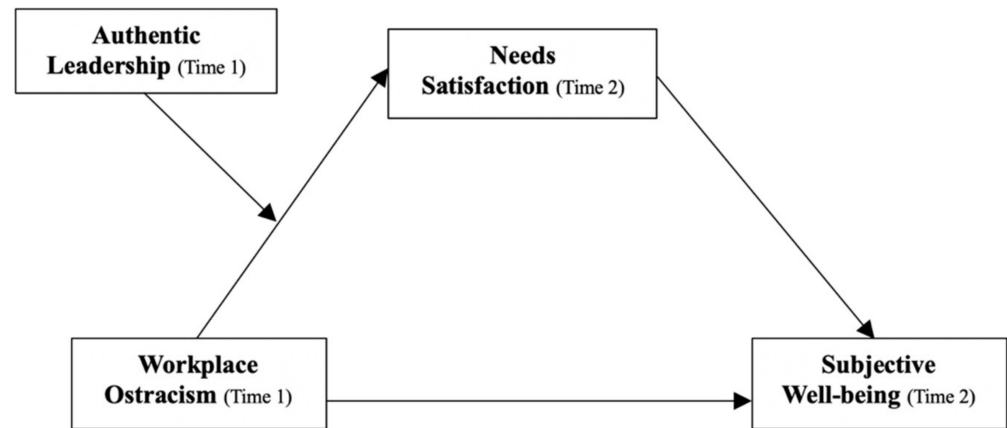 Authentic
Leadership (Time 1)
Needs
Satisfaction (Time 2)
Workplace
Ostracism (Time 1)
Subjective
Well-being (Time 2)